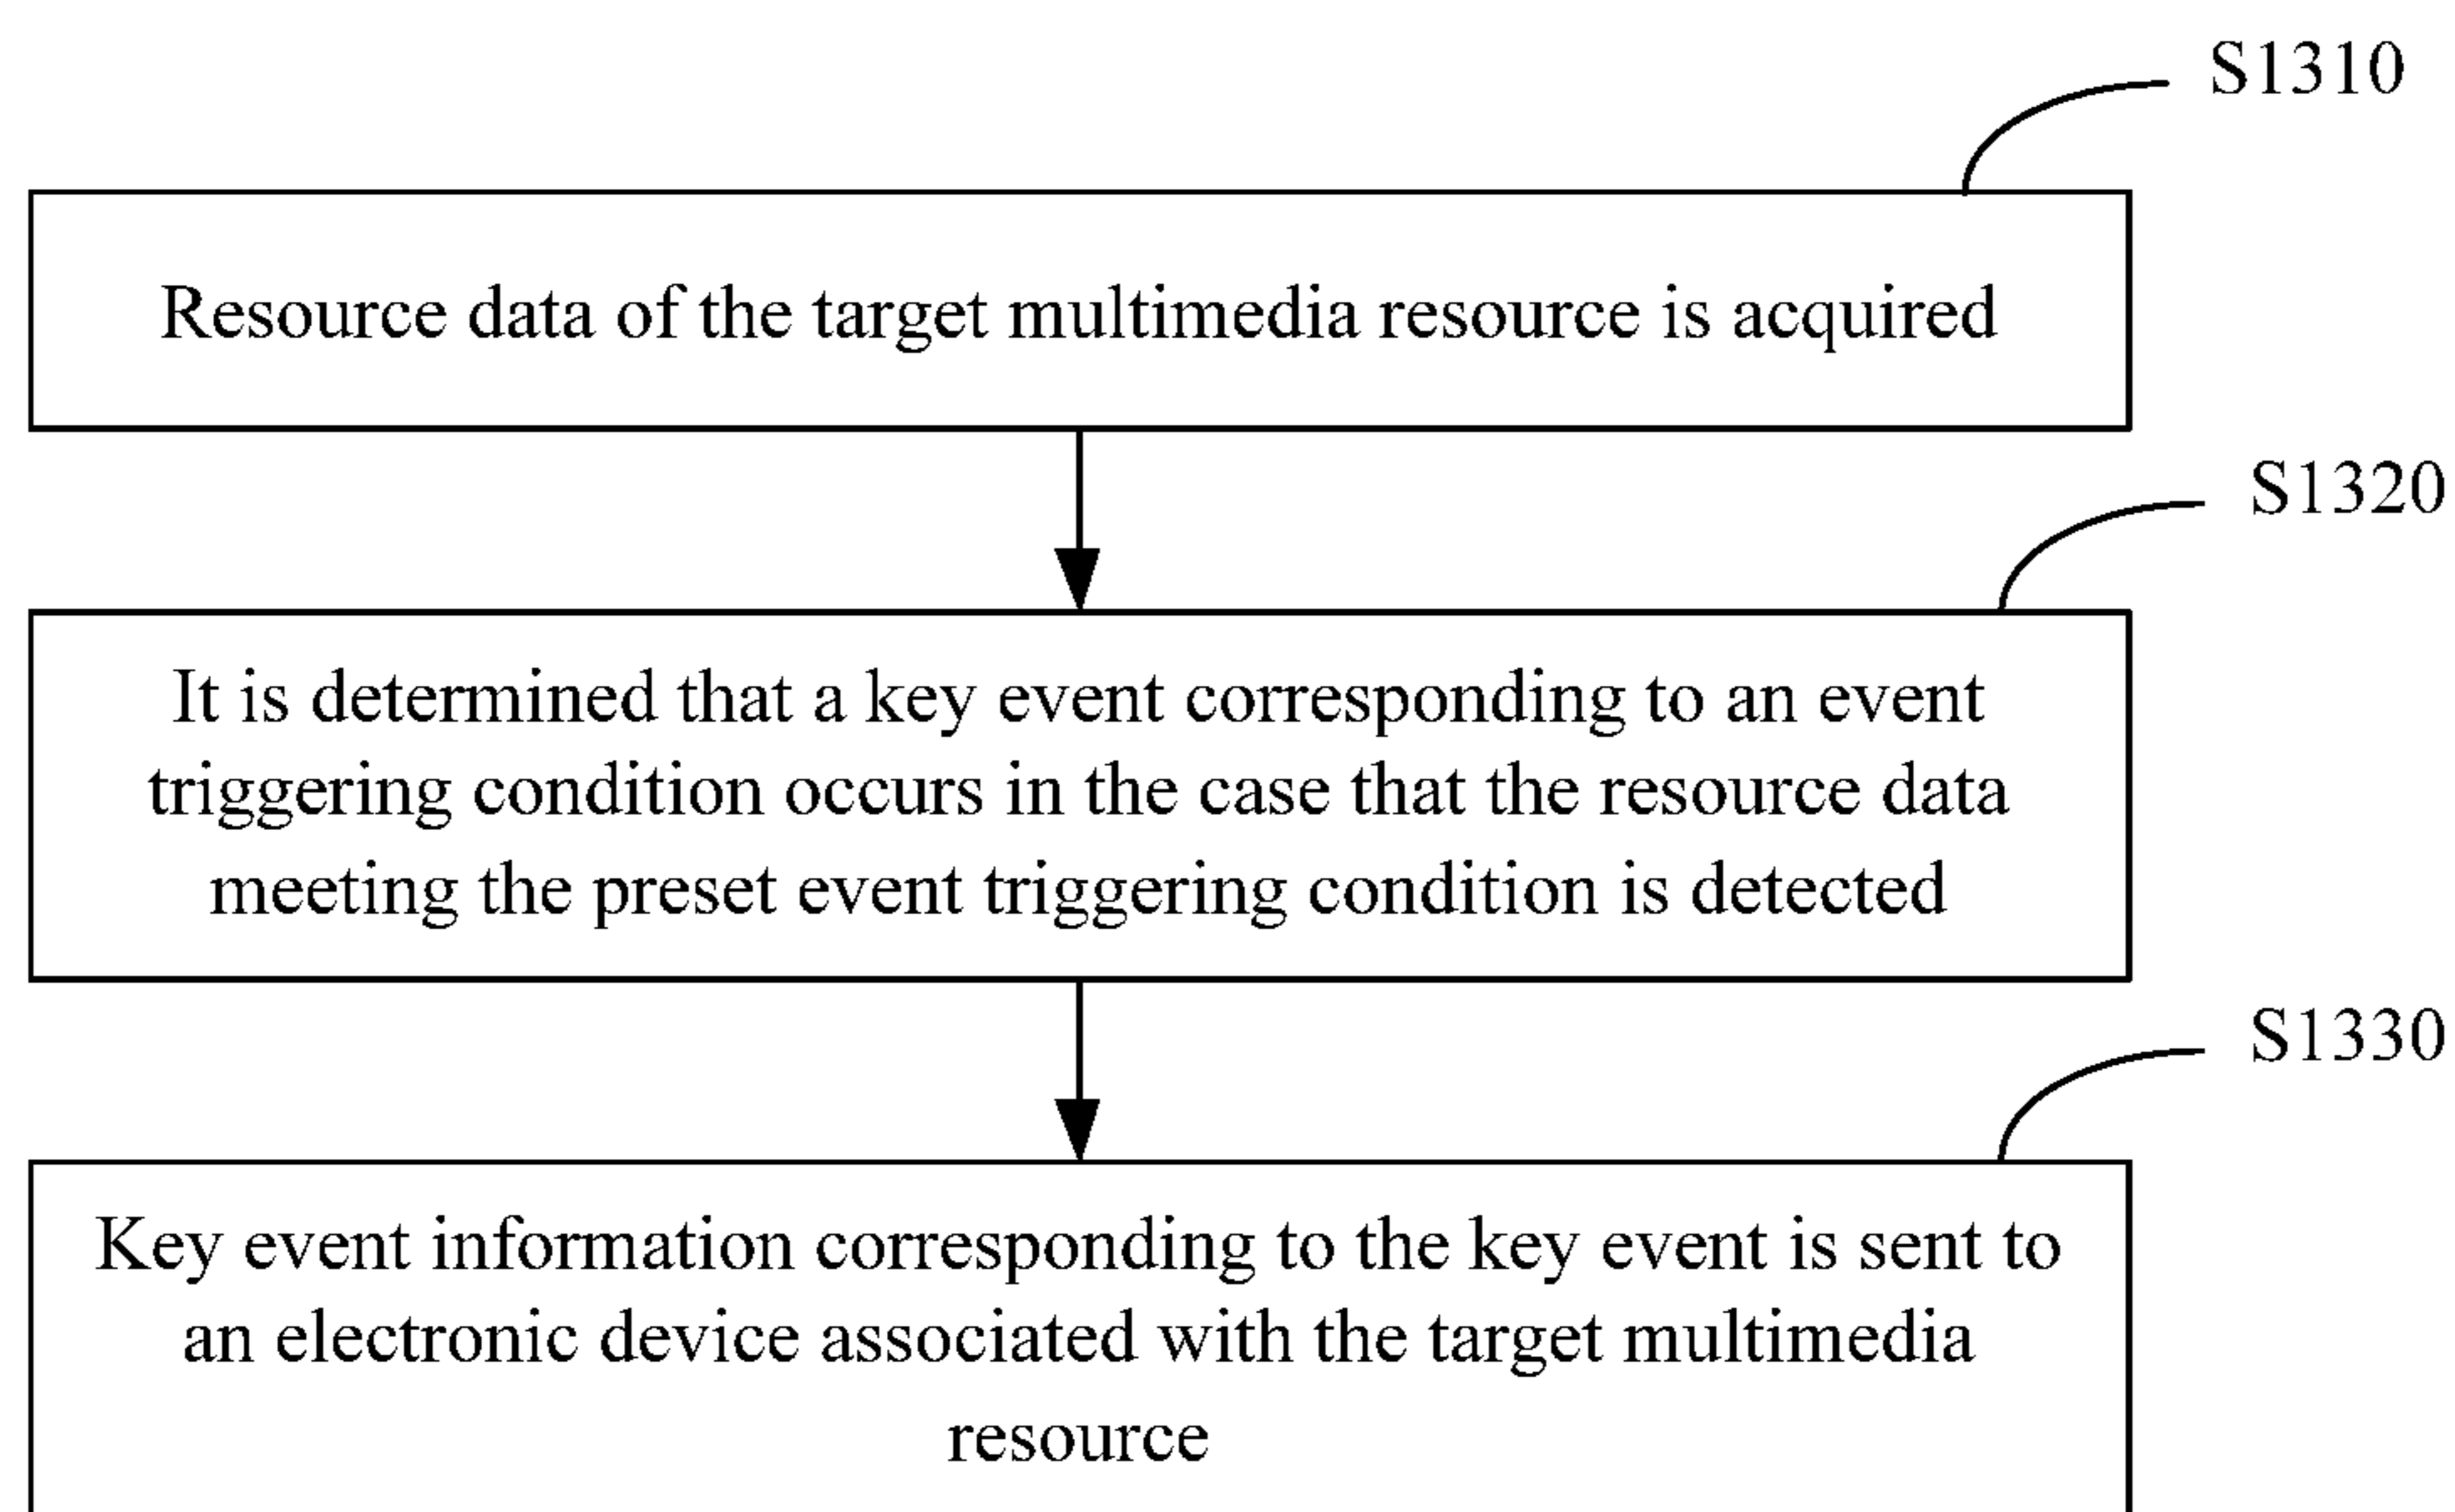 S1310
Resource data of the target multimedia resource is acquired
S1320
It is determined that a key event corresponding to an event
triggering condition occurs in the case that the resource data
meeting the preset event triggering condition is detected
S1330
Key event information corresponding to the key event is sent to
an electronic device associated with the target multimedia
resource